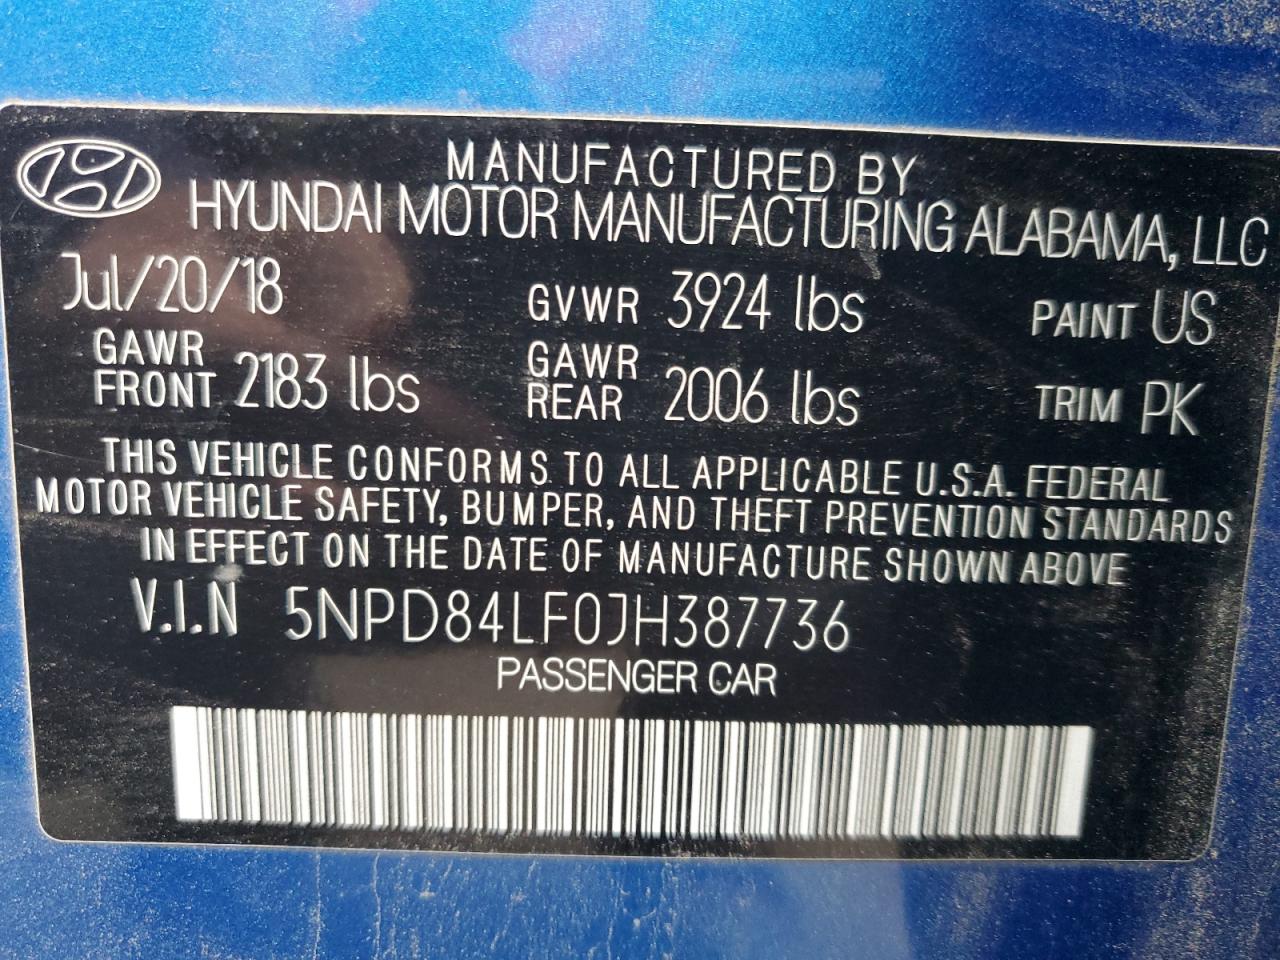 MANUFACTURED BY
HYUNDAI MOTOR MANUFACTURING ALABAMA, LLC
Jul/20/18 GVWR 3924 lbs PAINT US
GAWR FRONT 2183 lbs GAWR REAR 2006 lbs TRIM PK
THIS VEHICLE CONFORMS TO ALL APPLICABLE U.S.A. FEDERAL
MOTOR VEHICLE SAFETY, BUMPER, AND THEFT PREVENTION STANDARDS
IN EFFECT ON THE DATE OF MANUFACTURE SHOWN ABOVE
V.I.N 5NPD84LF0JH387736
PASSENGER CAR